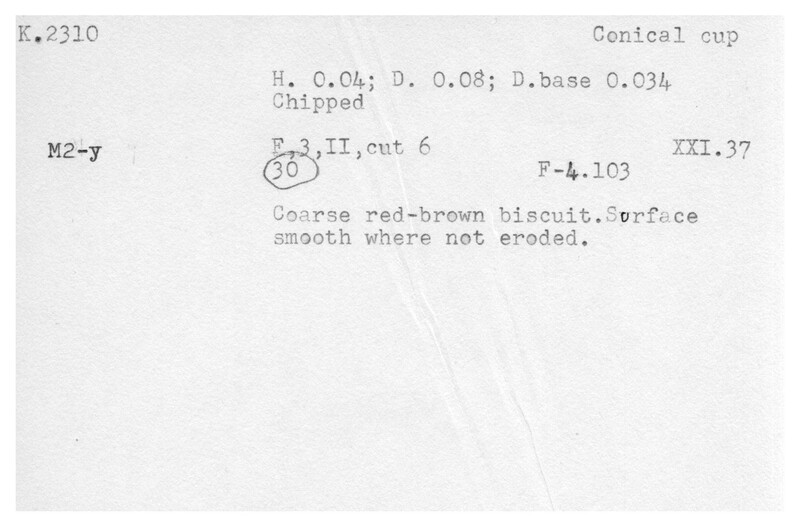 K.2310 Conical cup
H. 0.04; D. 0.08; D.base 0.034
Chipped
M2-y F,3,II,cut 6 XXI.37
30 F-4.103
Coarse red-brown biscuit.Surface
smooth where not eroded.